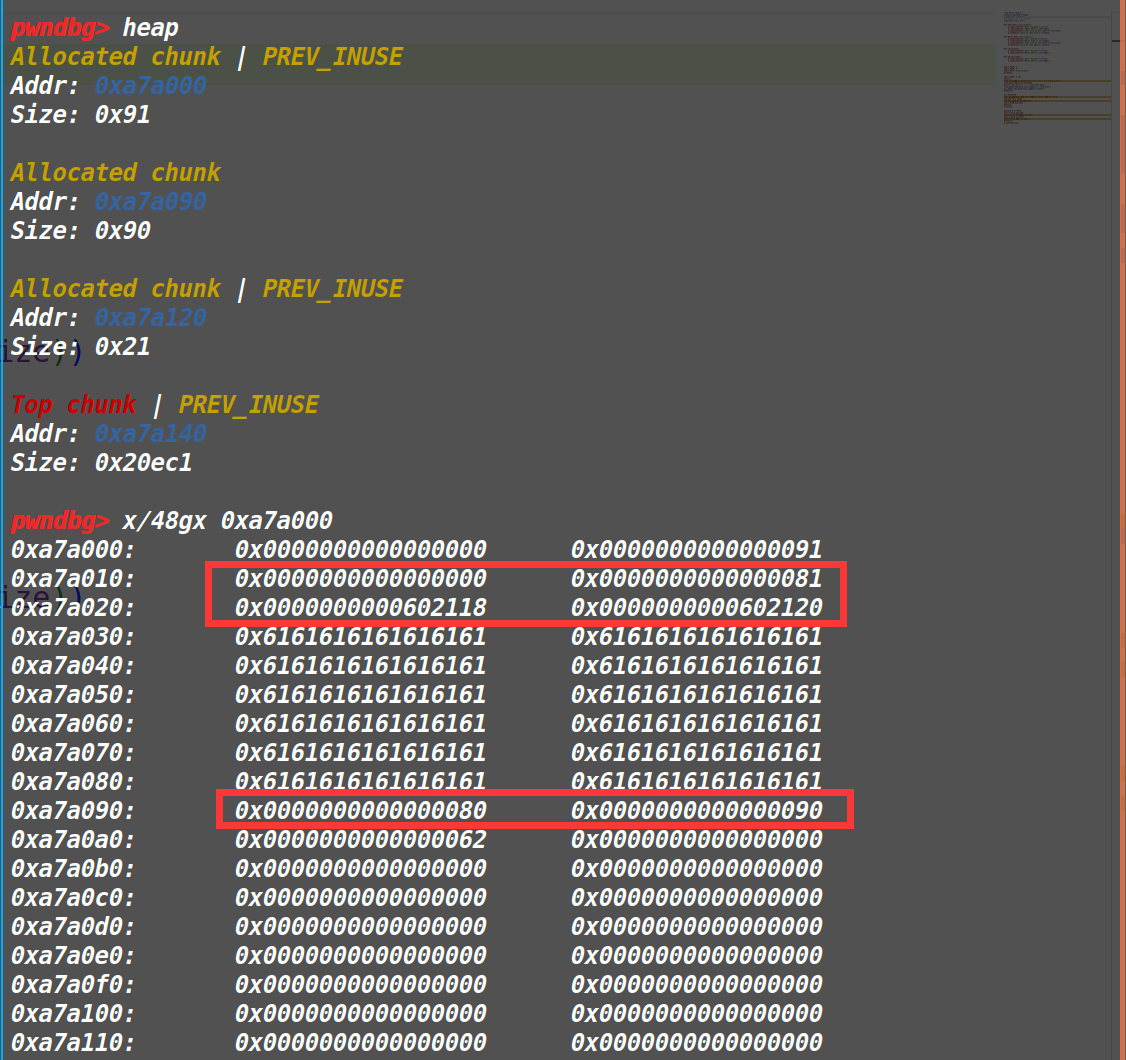 pwndbg> heap
Allocated chunk | PREV_INUSE
Addr: 0xa7a000
Size: 0x91
Allocated chunk
Addr: 0xa7a090
Size: 0x90
Allocated chunk | PREV_INUSE
Addr: 0xa7a120
Size: 0x21
Top chunk | PREV_INUSE
Addr: 0xa7a140
Size: 0x20ec1
pwndbg> x/48gx 0xa7a000
0xa7a000: 0x0000000000000000 0x0000000000000091
0xa7a010: 0x0000000000000000 0x0000000000000081
0xa7a020: 0x0000000000602118 0x0000000000602120
0xa7a030: 0x6161616161616161 0x6161616161616161
0xa7a040: 0x6161616161616161 0x6161616161616161
0xa7a050: 0x6161616161616161 0x6161616161616161
0xa7a060: 0x6161616161616161 0x6161616161616161
0xa7a070: 0x6161616161616161 0x6161616161616161
0xa7a080: 0x6161616161616161 0x6161616161616161
0xa7a090: 0x0000000000000080 0x0000000000000090
0xa7a0a0: 0x0000000000000062 0x0000000000000000
0xa7a0b0: 0x0000000000000000 0x0000000000000000
0xa7a0c0: 0x0000000000000000 0x0000000000000000
0xa7a0d0: 0x0000000000000000 0x0000000000000000
0xa7a0e0: 0x0000000000000000 0x0000000000000000
0xa7a0f0: 0x0000000000000000 0x0000000000000000
0xa7a100: 0x0000000000000000 0x0000000000000000
0xa7a110: 0x0000000000000000 0x0000000000000000